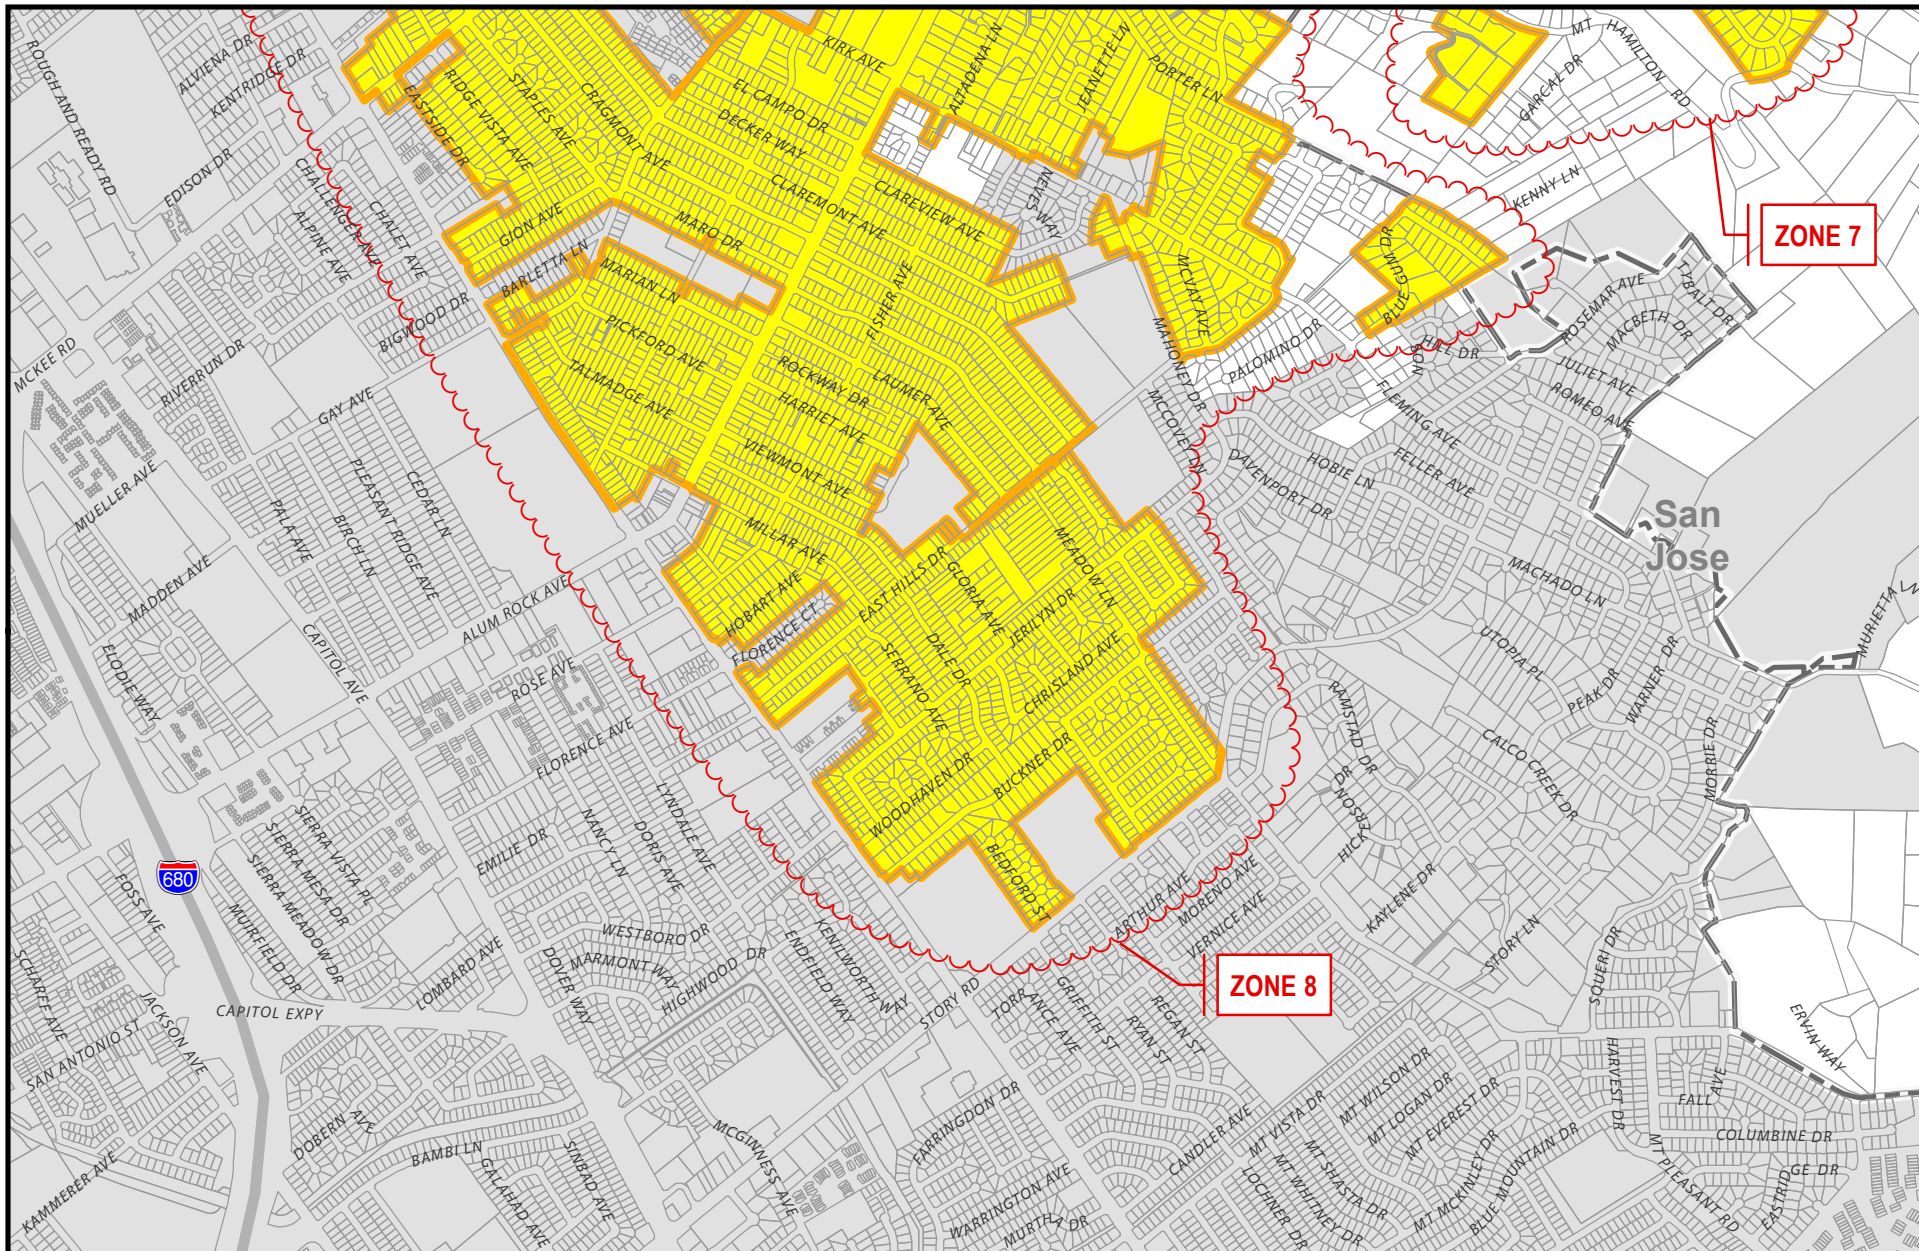 ROUGH AND READY RD
ALVIENA DR
KENTRIDGE DR
EDISON DR
CHALLENGER AVE
ALPINE AVE
CHALET AVE
EASTSIDE DR
RIDGE VISTA AVE
STAPLES AVE
CRAGMONT AVE
EL CAMPO DR
DECKER WAY
KIRK AVE
ALTADENA LN
JEANETTE LN
PORTER LN
MT HAMILTON RD
GARCAL DR
KENNY LN
ZONE 7
GION AVE
BARLETTA LN
MARO DR
CLAREMONT AVE
CLAREVIEW AVE
NEVES WAY
MCVAY AVE
BLUE GUM DR
TYBALT DR
ROSEMAR AVE
MACBETH DR
JULIET AVE
ROMEO AVE
MARIAN LN
BIGWOOD DR
PICKFORD AVE
TALMADGE AVE
FISHER AVE
ROCKWAY DR
LAUMER AVE
HARRIET AVE
VIEWMONT AVE
MAHONEY DR
MCCOVEY LN
PALOMINO DR
HILL DR
FLEMING AVE
FELLER AVE
HOBIE LN
DAVENPORT DR
MCKEE RD
RIVERRUN DR
GAY AVE
MUELLER AVE
PALA AVE
BIRCH LN
PLEASANT RIDGE AVE
CEDAR LN
MADDEN AVE
ALUM ROCK AVE
CAPITOL AVE
ELODIE WAY
ROSE AVE
FLORENCE AVE
MILLAR AVE
HOBART AVE
FLORENCE CT
EAST HILLS DR
GLORIA AVE
MEADOW LN
JERILYN DR
DALE DR
SERRANO AVE
CHRISLAND AVE
BUCKNER DR
WOODHAVEN DR
BEDFORD ST
San
Jose
MACHADO LN
UTOPIA PL
PEAK DR
WARNER DR
MURIETTA LN
RAMSTAD DR
CALCO CREEK DR
MORRIE DR
HICKERSON DR
KAYLENE DR
STORY LN
SQUERI DR
ERVIN WAY
680
FOSS AVE
SIERRA VISTA PL
SIERRA MESA DR
SIERRA MEADOW DR
MUIRFIELD DR
EMILIE DR
NANCY LN
DORIS AVE
LYNDALE AVE
WESTBORO DR
MARMONT WAY
HIGHWOOD DR
DOVER WAY
LOMBARD AVE
ENDFIELD WAY
KENILWORTH WAY
STORY RD
ARTHUR AVE
MORENO AVE
VERNICE AVE
ZONE 8
SCHARFF AVE
SAN ANTONIO ST
JACKSON AVE
CAPITOL EXPY
DOBERN AVE
BAMBI LN
GALAHAD AVE
SINBAD AVE
KAMMERER AVE
MCGINNESS AVE
TORRANCE AVE
GRIFFITH ST
RYAN ST
REGAN ST
FARRINGDON DR
WARRINGTON AVE
MURTHA DR
CANDLER AVE
LOCHNER DR
MT VISTA DR
MT WILSON DR
MT LOGAN DR
MT EVEREST DR
MT SHASTA DR
MT WHITNEY DR
MT MCKINLEY DR
BLUE MOUNTAIN DR
HARVEST DR
FALL AVE
COLUMBINE DR
MT PLEASANT RD
EASTRIDGE DR